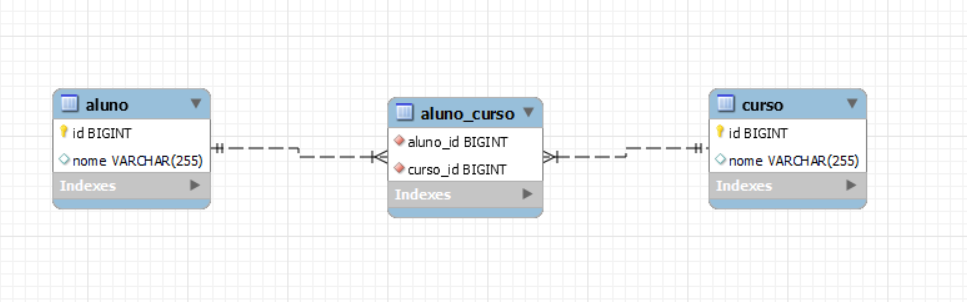 aluno
id BIGINT
nome VARCHAR(255)
Indexes
aluno_curso
aluno_id BIGINT
curso_id BIGINT
Indexes
curso
id BIGINT
nome VARCHAR(255)
Indexes